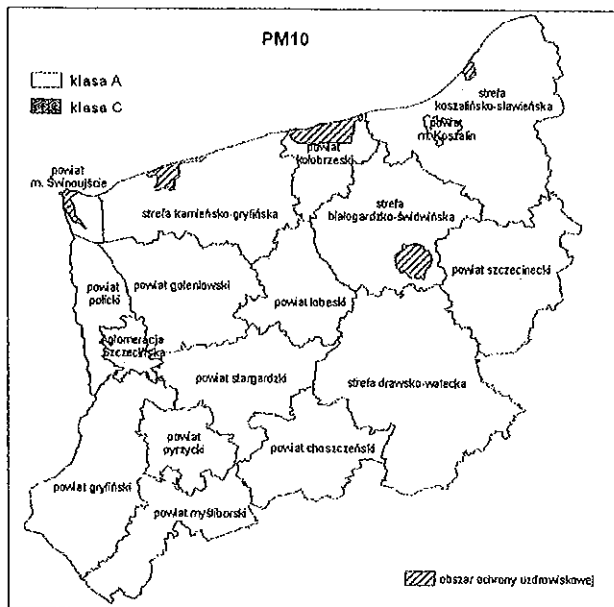 PM10
klasa A
klasa C
strefa
koszalińsko-sławieńska
powiat
m. Koszalin
powiat
kołobrzeski
powiat
m. Świnoujście
strefa kamieńsko-gryfińska
strefa
białogardzko-świdwińska
powiat szczecinecki
powiat
policki
powiat goleniowski
powiat łobeski
Aglomeracja
Szczecińska
powiat stargardzki
strefa drawsko-wałecka
powiat
pyrzycki
powiat choszczeński
powiat gryfiński
powiat myśliborski
obszar ochrony uzdrowiskowej